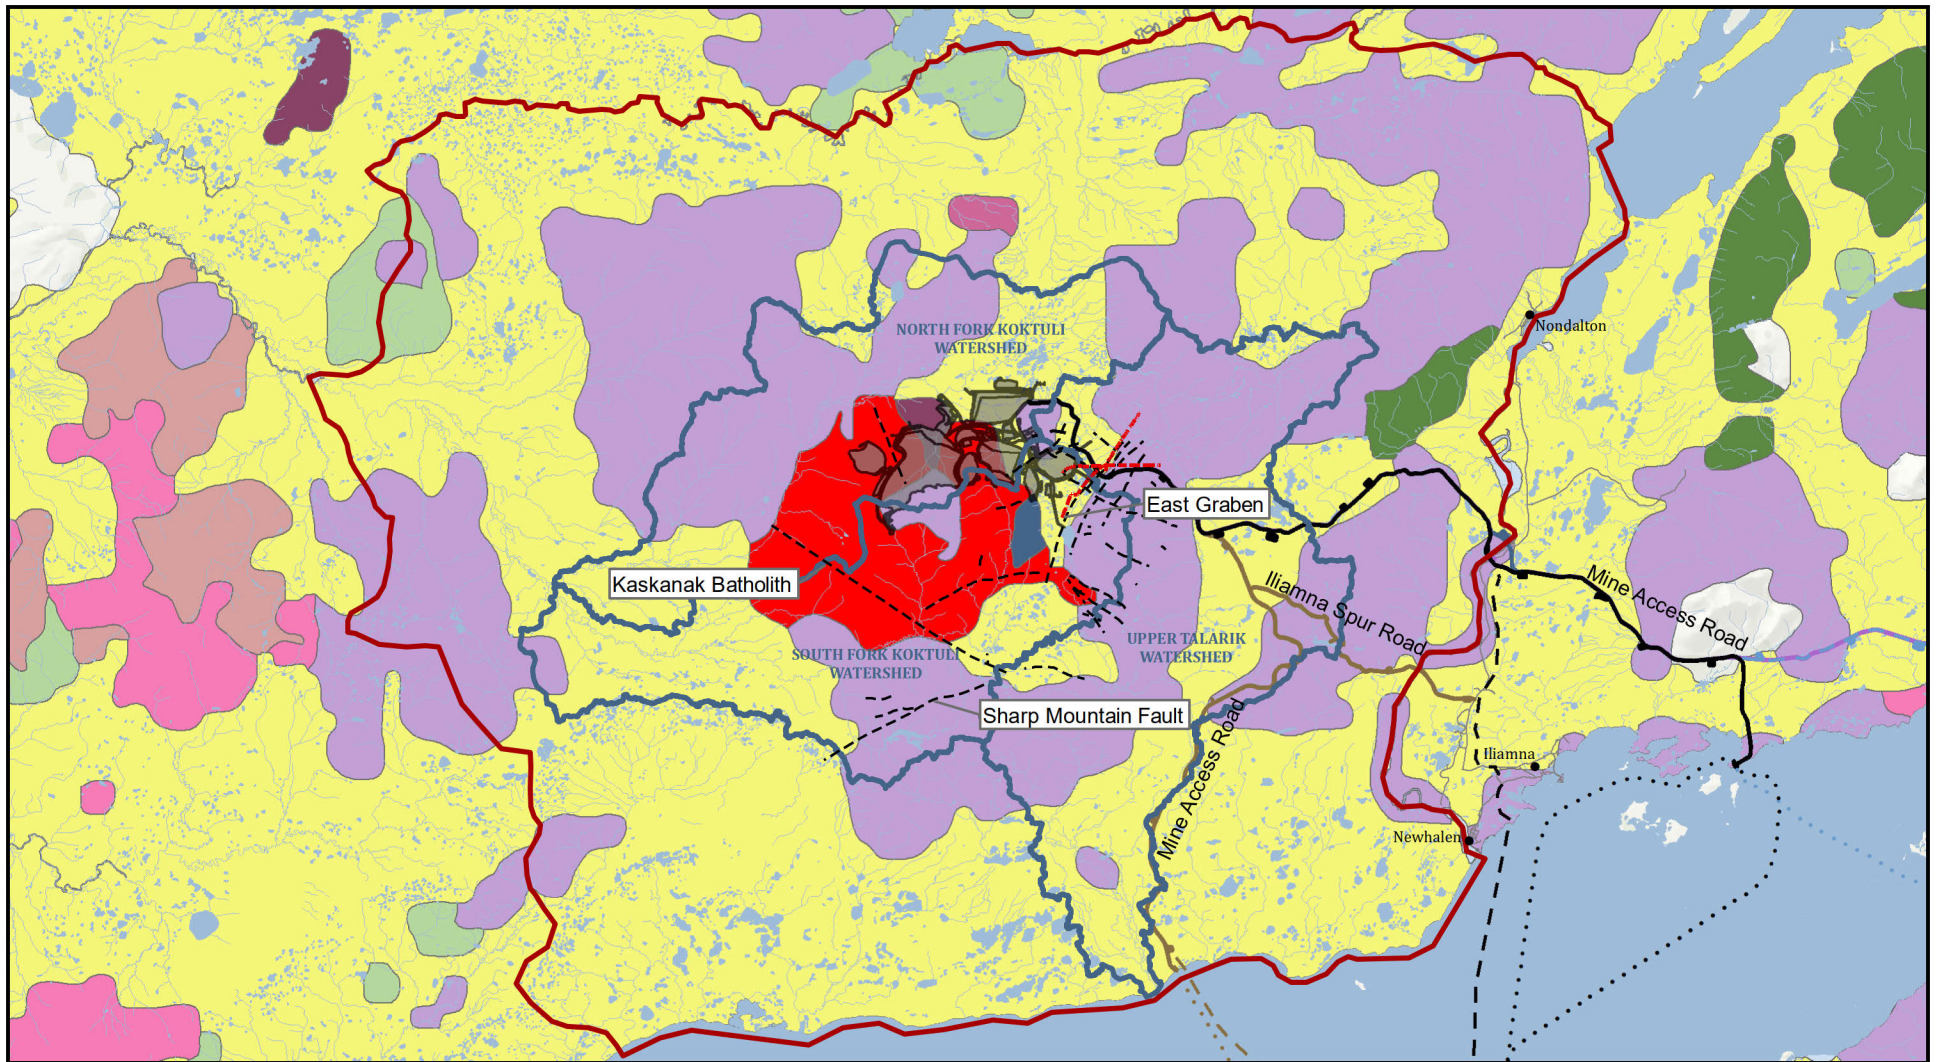 NORTH FORK KOKTULI
WATERSHED
Nondalton
East Graben
Kaskanak Batholith
Iliamna Spur Road
Mine Access Road
UPPER TALARIK
WATERSHED
SOUTH FORK KOKTULI
WATERSHED
Sharp Mountain Fault
Mine Access Road
Iliamna
Newhalen